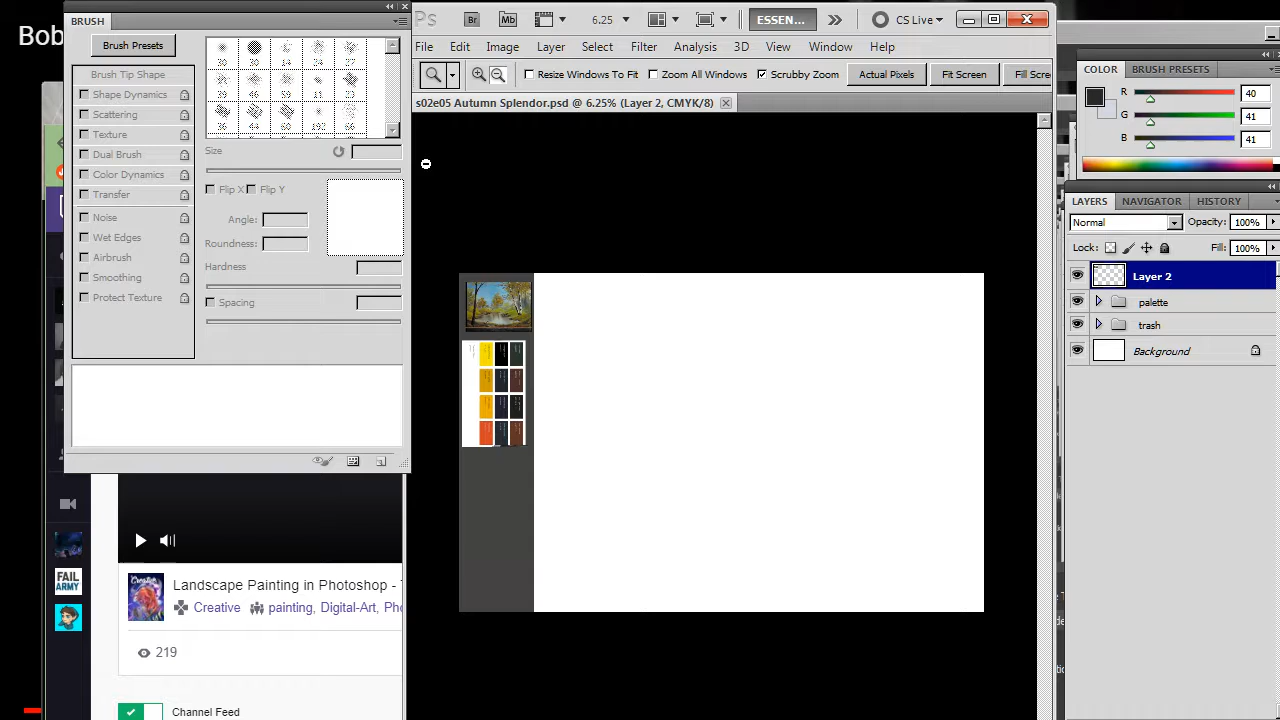 Bob
BRUSH
Brush Presets
Brush Tip Shape
Shape Dynamics
Scattering
Texture
Dual Brush
Color Dynamics
Transfer
Noise
Wet Edges
Airbrush
Smoothing
Protect Texture
Size
Flip X
Flip Y
Angle:
Roundness:
Hardness
Spacing
Ps
Br
Mb
6.25
ESSEN...
CS Live
File Edit Image Layer Select Filter Analysis 3D View Window Help
Resize Windows To Fit
Zoom All Windows
Scrubby Zoom
Actual Pixels
Fit Screen
Fill Scre
s02e05 Autumn Splendor.psd @ 6.25% (Layer 2, CMYK/8)
COLOR
BRUSH PRESETS
R 40
G 41
B 41
LAYERS
NAVIGATOR
HISTORY
Normal
Opacity: 100%
Lock:
Fill: 100%
Layer 2
palette
trash
Background
Creative
Landscape Painting in Photoshop -
Creative
painting, Digital-Art, Pho
FAIL
ARMY
219
Channel Feed